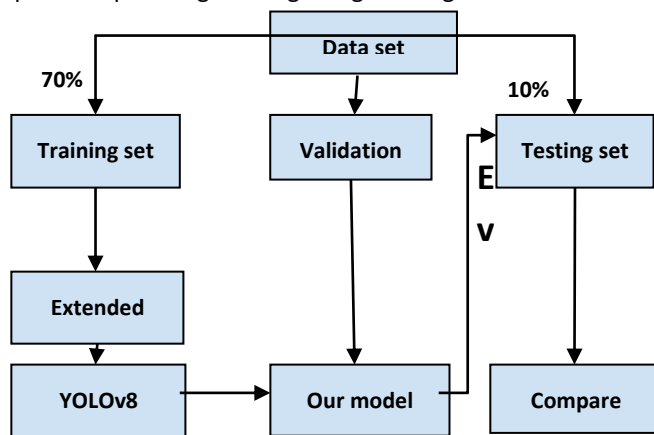 Data set
70%
10%
Training set
Validation
Testing set
E
v
Extended
YOLOv8
Our model
Compare